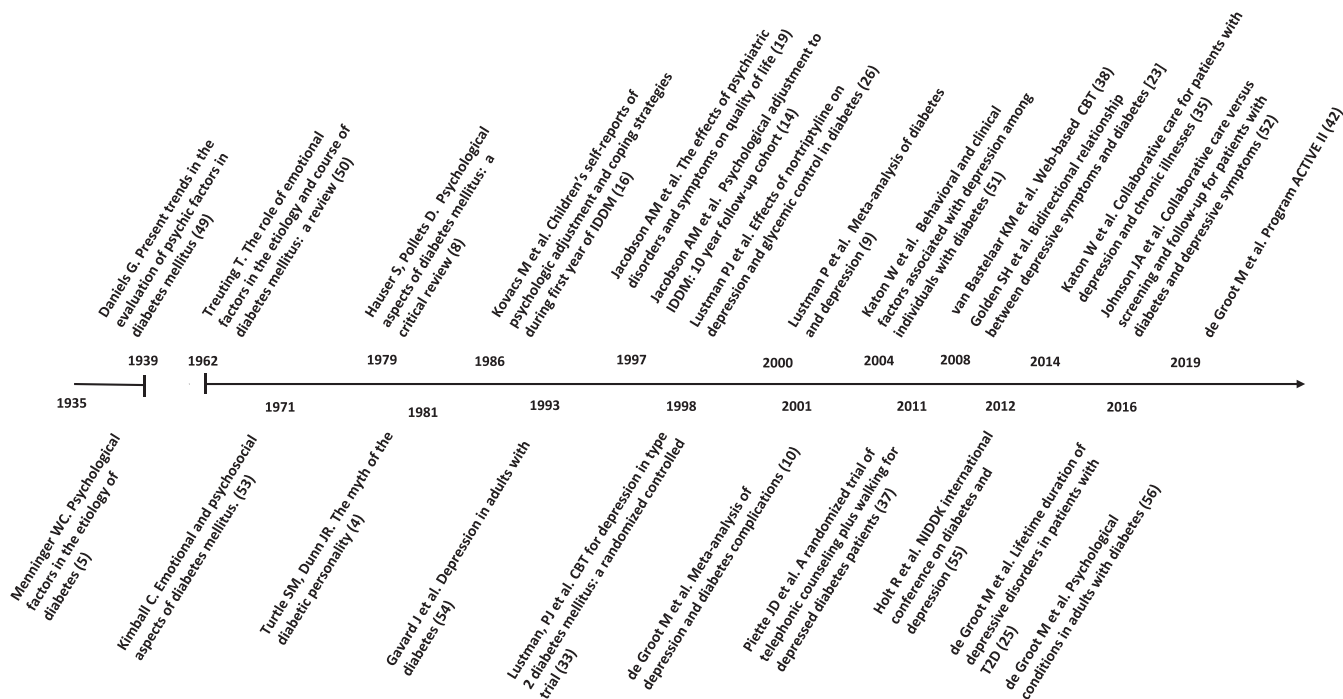 Daniels G. Present trends in the
evaluation of psychic factors in
diabetes mellitus (49)
Treuting T. The role of emotional
factors in the etiology and course of
diabetes mellitus: a review (50)
Hauser S, Pollets D. Psychological
aspects of diabetes mellitus: a
critical review (8)
Kovacs M et al. Children's self-reports of
psychologic adjustment and coping strategies
during first year of IDDM (16)
Jacobson AM et al. The effects of psychiatric
disorders and symptoms on quality of life (19)
Jacobson AM et al. Psychological adjustment to
IDDM: 10 year follow-up cohort (14)
Lustman PJ et al. Effects of nortriptyline on
depression and glycemic control in diabetes (26)
Lustman P et al. Meta-analysis of diabetes
and depression (9)
Katon W et al. Behavioral and clinical
factors associated with depression among
individuals with diabetes (51)
van Bastelaar KM et al. Web-based CBT (38)
Golden SH et al. Bidirectional relationship
between depressive symptoms and diabetes [23]
Katon W et al. Collaborative care for patients with
depression and chronic illnesses (35)
Johnson JA et al. Collaborative care versus
screening and follow-up for patients with
diabetes and depressive symptoms (52)
de Groot M et al. Program ACTIVE II (42)
1939
1962
1979
1986
1997
2000
2004
2008
2014
2019
1935
1971
1981
1993
1998
2001
2011
2012
2016
Menninger WC. Psychological
factors in the etiology of
diabetes (5)
Kimball C. Emotional and psychosocial
aspects of diabetes mellitus. (53)
Turtle SM, Dunn JR. The myth of the
diabetic personality (4)
Gavard J et al. Depression in adults with
diabetes (54)
Lustman, PJ et al. CBT for depression in type
2 diabetes mellitus: a randomized controlled
trial (33)
de Groot M et al. Meta-analysis of
depression and diabetes complications (10)
Piette JD et al. A randomized trial of
telephonic counseling plus walking for
depressed diabetes patients (37)
Holt R et al. NIDDK international
conference on diabetes and
depression (55)
de Groot M et al. Lifetime duration of
depressive disorders in patients with
T2D (25)
de Groot M et al. Psychological
conditions in adults with diabetes (56)